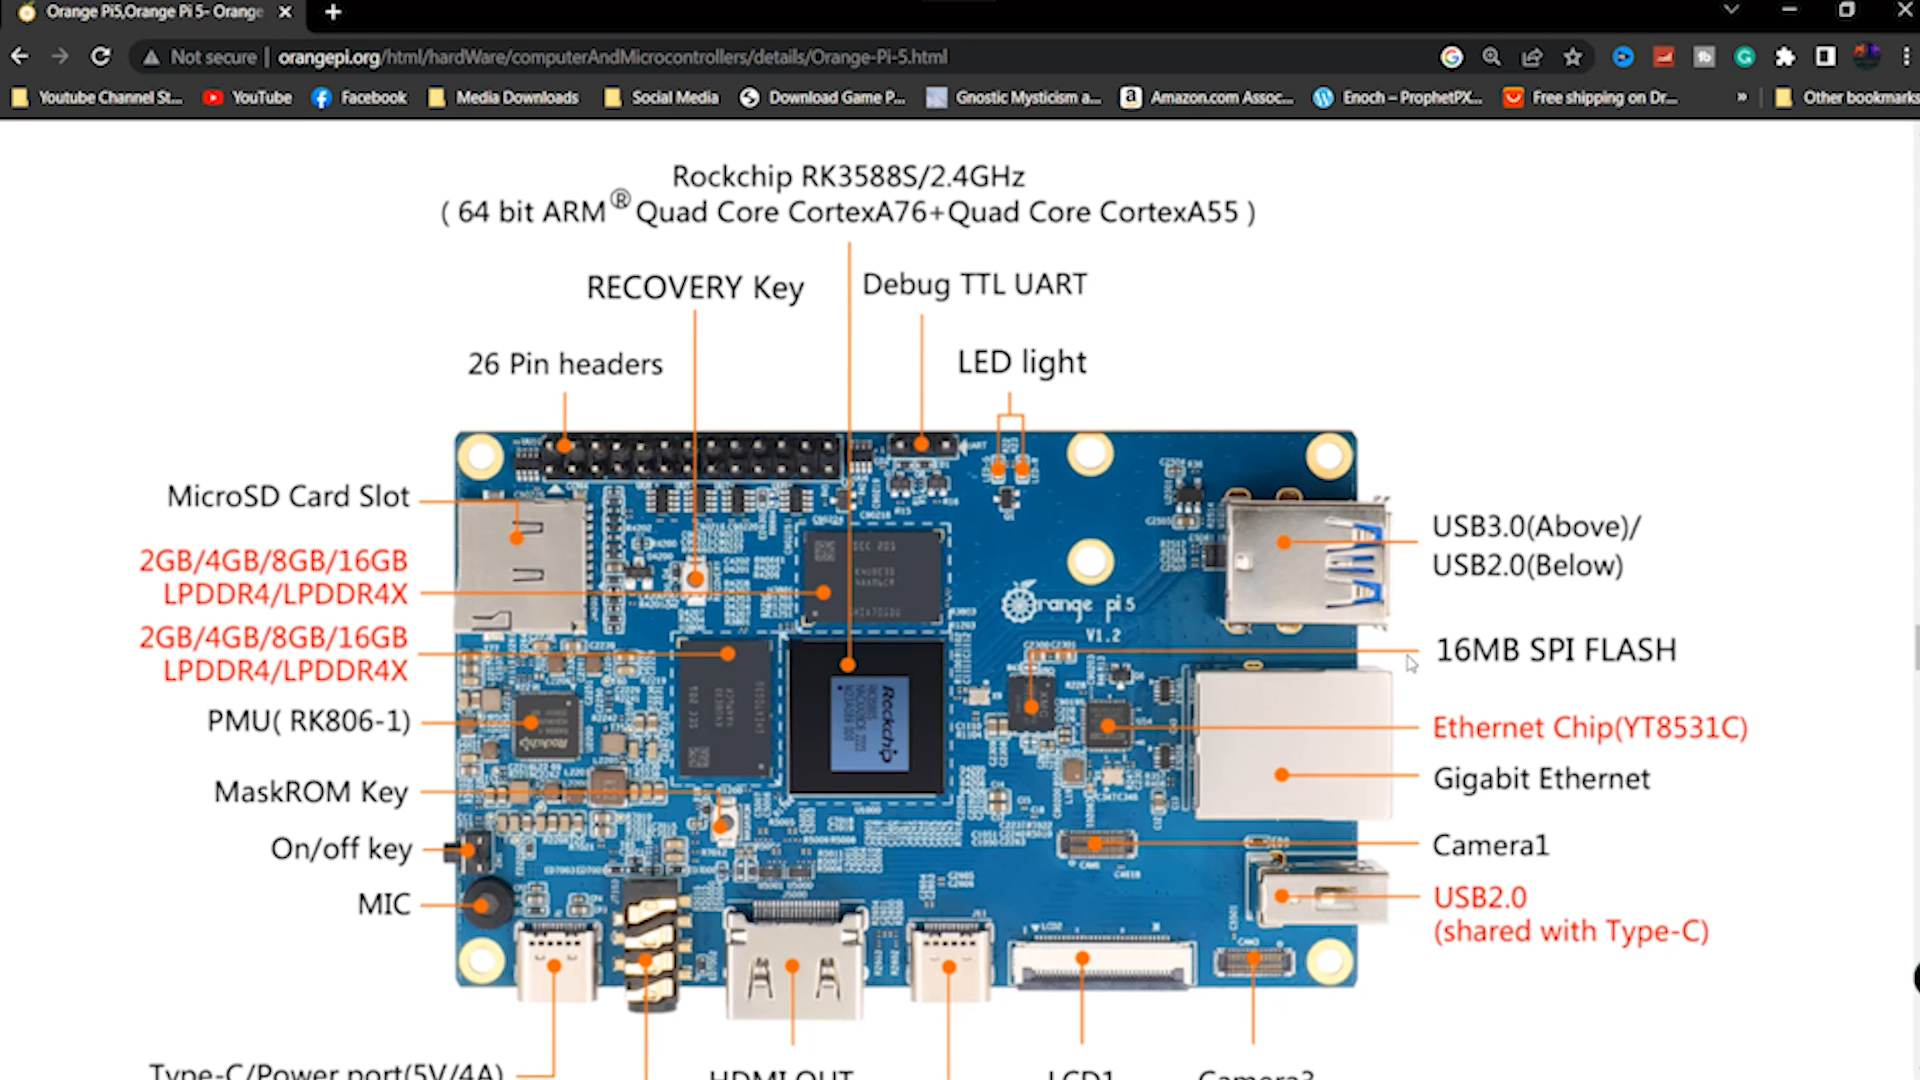 Orange Pi5,Orange Pi 5- Orange
Not secure | orangepi.org/html/hardWare/computerAndMicrocontrollers/details/Orange-Pi-5.html
Youtube Channel St... YouTube Facebook Media Downloads Social Media Download Game P... Gnostic Mysticism a... Amazon.com Assoc... Enoch – ProphetPX... Free shipping on Dr... » Other bookmarks
Rockchip RK3588S/2.4GHz
( 64 bit ARM® Quad Core CortexA76+Quad Core CortexA55 )
RECOVERY Key
Debug TTL UART
26 Pin headers
LED light
MicroSD Card Slot
2GB/4GB/8GB/16GB
LPDDR4/LPDDR4X
2GB/4GB/8GB/16GB
LPDDR4/LPDDR4X
PMU( RK806-1)
MaskROM Key
On/off key
MIC
USB3.0(Above)/
USB2.0(Below)
16MB SPI FLASH
Ethernet Chip(YT8531C)
Gigabit Ethernet
Camera1
USB2.0
(shared with Type-C)
Orange pi 5
V1.2
Rockchip
Type-C/Power port(5V/4A)
HDMI OUT
LCD1
Camera3